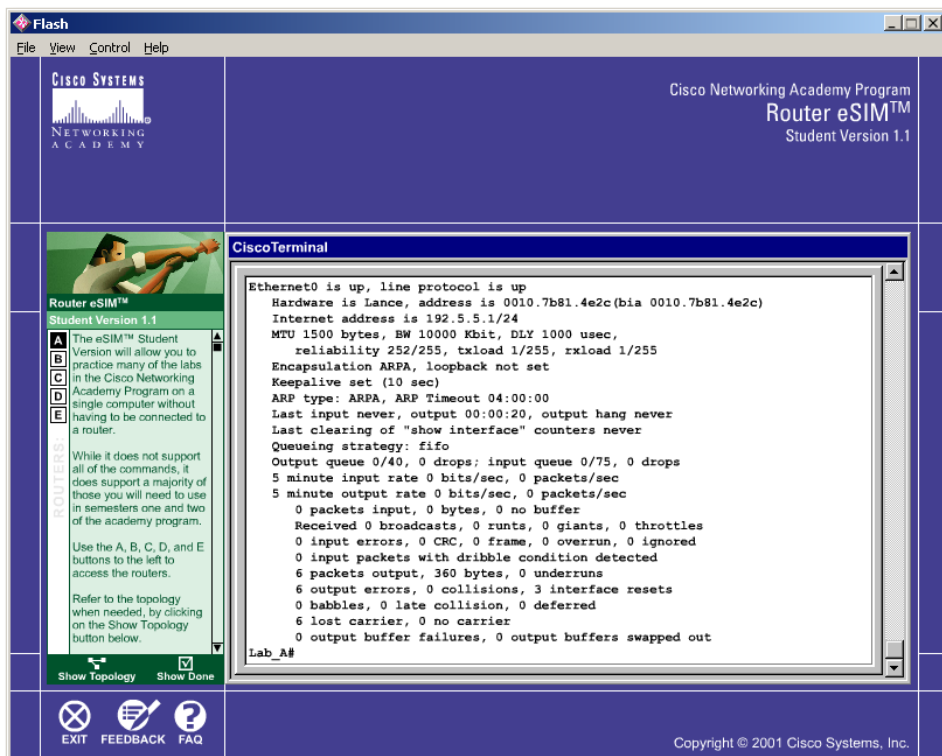 Flash
File View Control Help
CISCO SYSTEMS
NETWORKING
ACADEMY
Cisco Networking Academy Program
Router eSIM™
Student Version 1.1
Router eSIM™
Student Version 1.1
A
B
C
D
E
ROUTERS:
The eSIM™ Student
Version will allow you to
practice many of the labs
in the Cisco Networking
Academy Program on a
single computer without
having to be connected to
a router.
While it does not support
all of the commands, it
does support a majority of
those you will need to use
in semesters one and two
of the academy program.
Use the A, B, C, D, and E
buttons to the left to
access the routers.
Refer to the topology
when needed, by clicking
on the Show Topology
button below.
Show Topology Show Done
CiscoTerminal
Ethernet0 is up, line protocol is up
Hardware is Lance, address is 0010.7b81.4e2c(bia 0010.7b81.4e2c)
Internet address is 192.5.5.1/24
MTU 1500 bytes, BW 10000 Kbit, DLY 1000 usec,
reliability 252/255, txload 1/255, rxload 1/255
Encapsulation ARPA, loopback not set
Keepalive set (10 sec)
ARP type: ARPA, ARP Timeout 04:00:00
Last input never, output 00:00:20, output hang never
Last clearing of "show interface" counters never
Queueing strategy: fifo
Output queue 0/40, 0 drops; input queue 0/75, 0 drops
5 minute input rate 0 bits/sec, 0 packets/sec
5 minute output rate 0 bits/sec, 0 packets/sec
0 packets input, 0 bytes, 0 no buffer
Received 0 broadcasts, 0 runts, 0 giants, 0 throttles
0 input errors, 0 CRC, 0 frame, 0 overrun, 0 ignored
0 input packets with dribble condition detected
6 packets output, 360 bytes, 0 underruns
6 output errors, 0 collisions, 3 interface resets
0 babbles, 0 late collision, 0 deferred
6 lost carrier, 0 no carrier
0 output buffer failures, 0 output buffers swapped out
Lab_A#
EXIT FEEDBACK FAQ
Copyright © 2001 Cisco Systems, Inc.